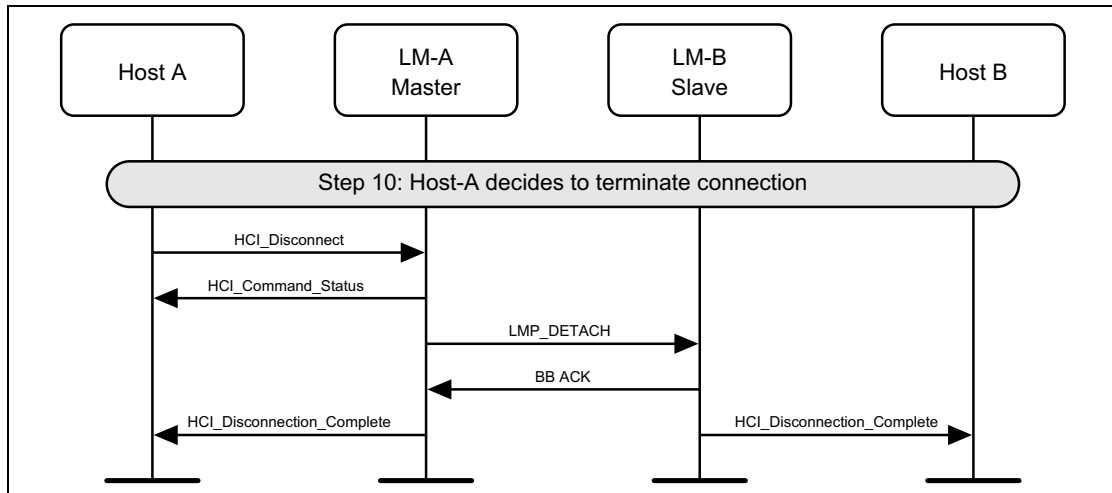 Host A
LM-A
Master
LM-B
Slave
Host B
Step 10: Host-A decides to terminate connection
HCI_Disconnect
HCI_Command_Status
LMP_DETACH
BB ACK
HCI_Disconnection_Complete
HCI_Disconnection_Complete